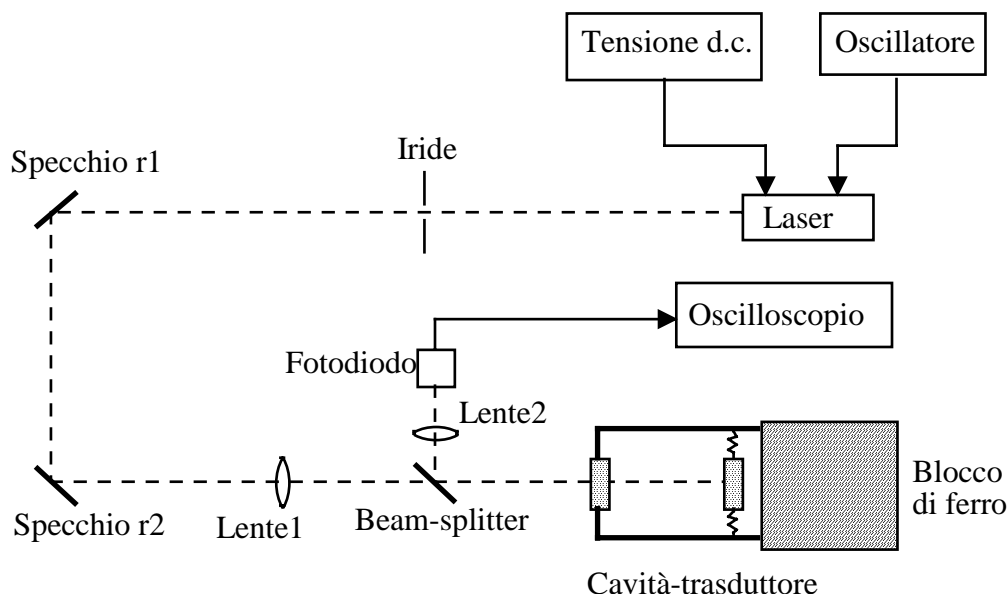 Tensione d.c.
Oscillatore
Iride
Specchio r1
Laser
Oscilloscopio
Fotodiodo
Lente2
Blocco
di ferro
Specchio r2
Lente1
Beam-splitter
Cavità-trasduttore